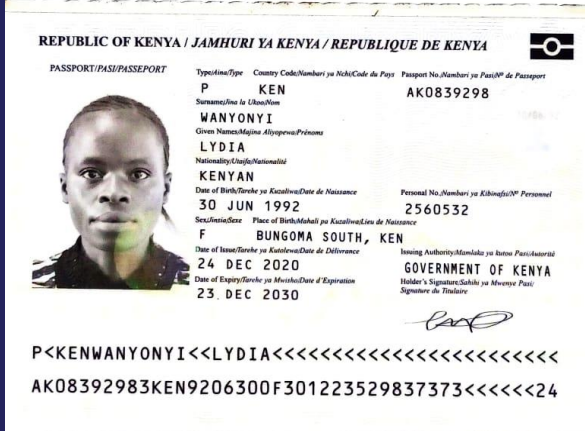 REPUBLIC OF KENYA / JAMHURI YA KENYA / REPUBLIQUE DE KENYA
PASSPORT/PASI/PASSEPORT
Type/Aina/Type Country Code/Nambari ya Nchi/Code du Pays Passport No./Nambari ya Pasi/Nº de Passeport
P KEN AK0839298
Surname/Jina la Ukoo/Nom
WANYONYI
Given Names/Majina Aliyopewa/Prénoms
LYDIA
Nationality/Utaifa/Nationalité
KENYAN
Date of Birth/Tarehe ya Kuzaliwa/Date de Naissance Personal No./Nambari ya Kibinafsi/Nº Personnel
30 JUN 1992 2560532
Sex/Jinsia/Sexe Place of Birth/Mahali pa Kuzaliwa/Lieu de Naissance
F BUNGOMA SOUTH, KEN
Date of Issue/Tarehe ya Kutolewa/Date de Délivrance Issuing Authority/Mamlaka ya kutoa Pasi/Autorité
24 DEC 2020 GOVERNMENT OF KENYA
Date of Expiry/Tarehe ya Mwisho/Date d'Expiration Holder's Signature/Sahihi ya Mwenye Pasi/
Signature du Titulaire
23 DEC 2030
P<KENWANYONYI<<LYDIA<<<<<<<<<<<<<<<<<<<<<<<<
AK08392983KEN9206300F301223529837373<<<<<<24